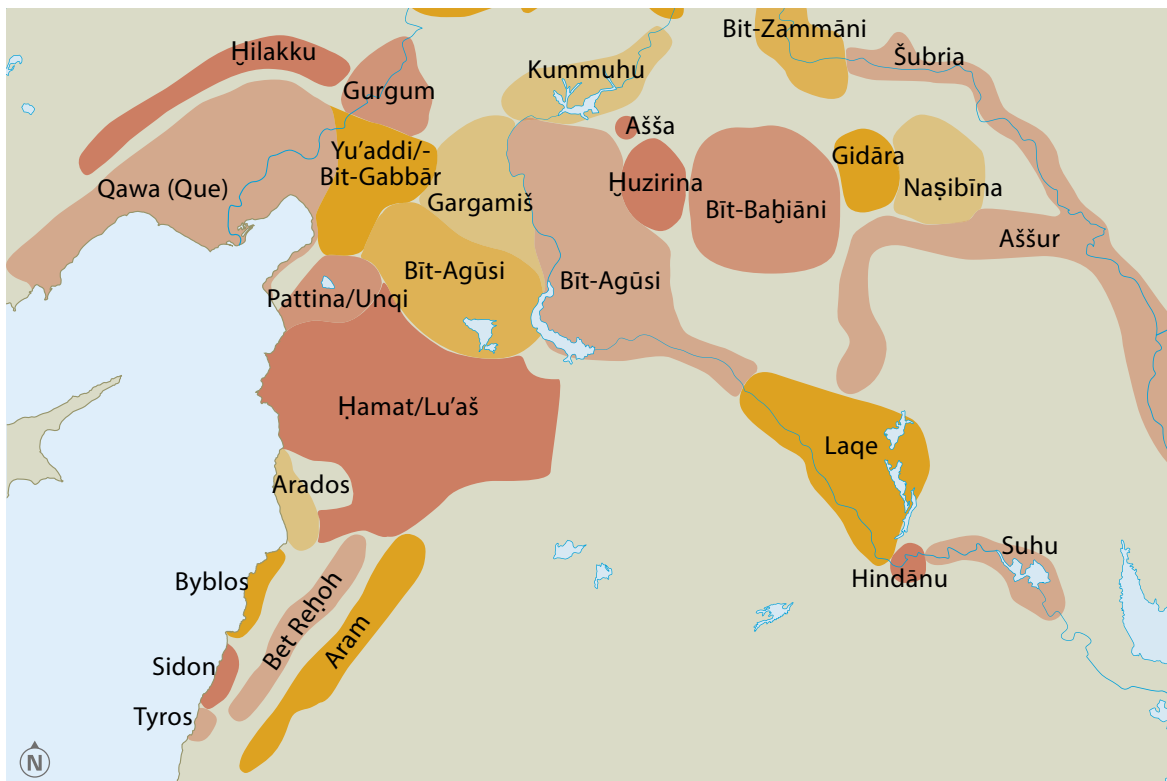 Bit-Zammāni
Ḫilakku
Šubria
Kummuhu
Gurgum
Ašša
Yu'addi/-
Bit-Gabbār
Gidāra
Qawa (Que)
Ḫuzirina
Naṣibīna
Gargamiš
Bīt-Baḫiāni
Aššur
Bīt-Agūsi
Bīt-Agūsi
Pattina/Unqi
Ḥamat/Lu'aš
Laqe
Arados
Suhu
Hindānu
Byblos
Bet Reḥoh
Aram
Sidon
Tyros
N